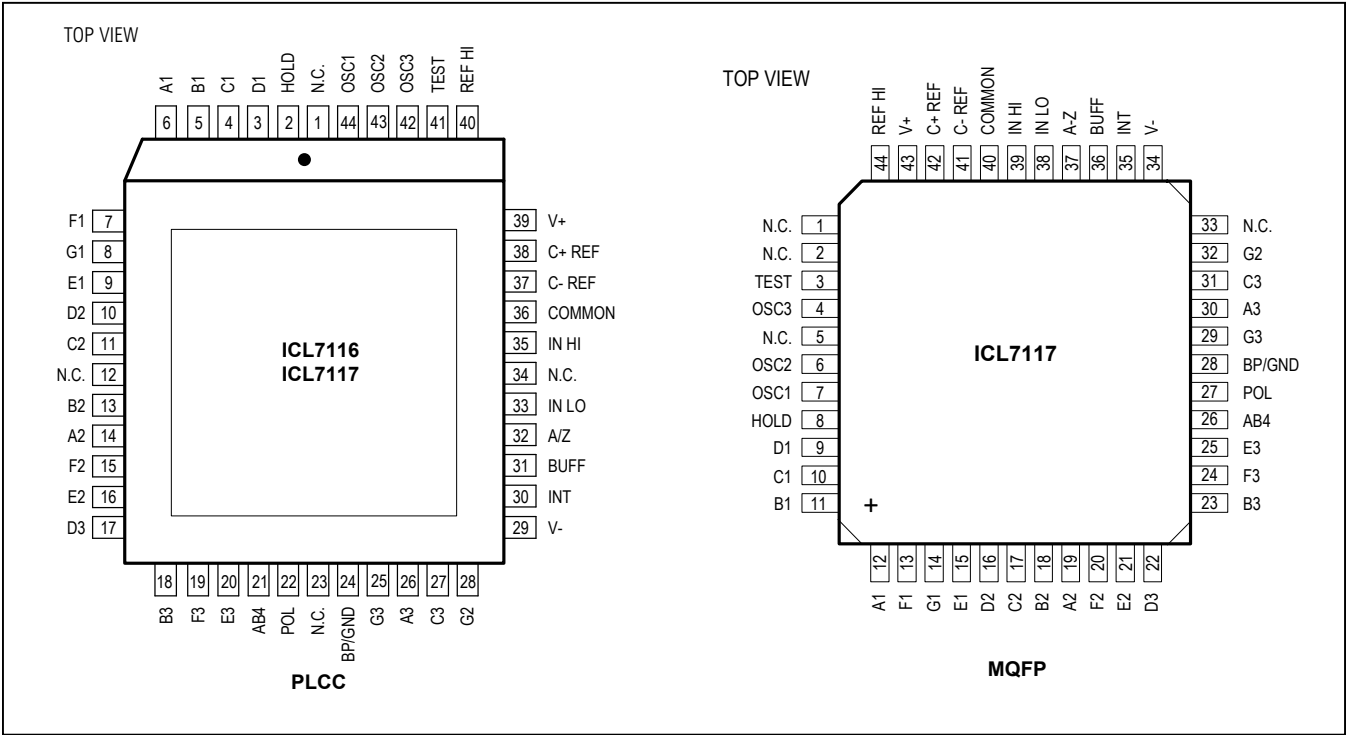 TOP VIEW
A1
B1
C1
D1
HOLD
N.C.
OSC1
OSC2
OSC3
TEST
REF HI
6 5 4 3 2 1 44 43 42 41 40
F1 7
G1 8
E1 9
D2 10
C2 11
N.C. 12
B2 13
A2 14
F2 15
E2 16
D3 17
ICL7116
ICL7117
39 V+
38 C+ REF
37 C- REF
36 COMMON
35 IN HI
34 N.C.
33 IN LO
32 A/Z
31 BUFF
30 INT
29 V-
18 19 20 21 22 23 24 25 26 27 28
B3
F3
E3
AB4
POL
N.C.
BP/GND
G3
A3
C3
G2
PLCC
TOP VIEW
REF HI
V+
C+ REF
C- REF
COMMON
IN HI
IN LO
A-Z
BUFF
INT
V-
44 43 42 41 40 39 38 37 36 35 34
N.C. 1
N.C. 2
TEST 3
OSC3 4
N.C. 5
OSC2 6
OSC1 7
HOLD 8
D1 9
C1 10
B1 11
ICL7117
+
33 N.C.
32 G2
31 C3
30 A3
29 G3
28 BP/GND
27 POL
26 AB4
25 E3
24 F3
23 B3
12 13 14 15 16 17 18 19 20 21 22
A1
F1
G1
E1
D2
C2
B2
A2
F2
E2
D3
MQFP